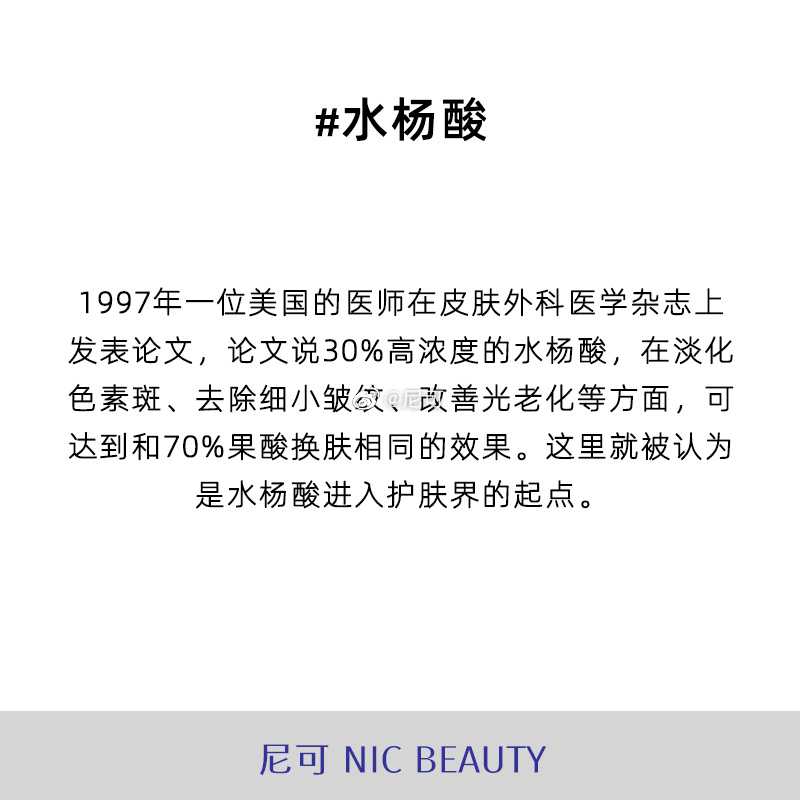 #水杨酸
1997年一位美国的医师在皮肤外科医学杂志上
发表论文，论文说30%高浓度的水杨酸，在淡化
色素斑、去除细小皱纹、改善光老化等方面，可
达到和70%果酸换肤相同的效果。这里就被认为
是水杨酸进入护肤界的起点。
@尼可
尼可 NIC BEAUTY